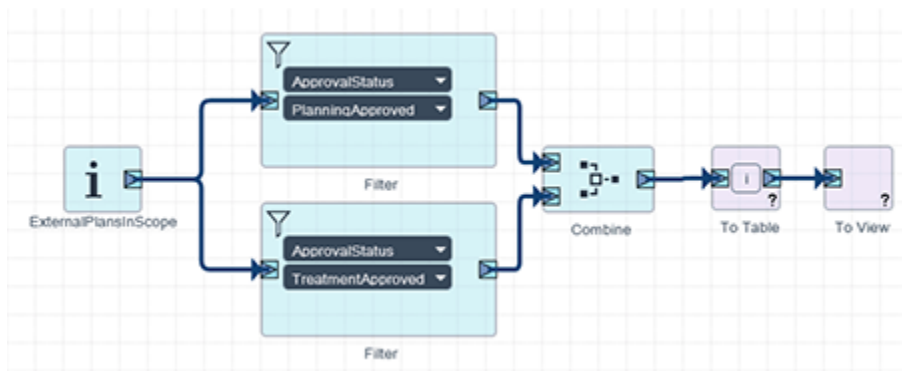 ApprovalStatus
PlanningApproved
Filter
i
ExternalPlansInScope
ApprovalStatus
TreatmentApproved
Filter
Combine
i
?
To Table
?
To View